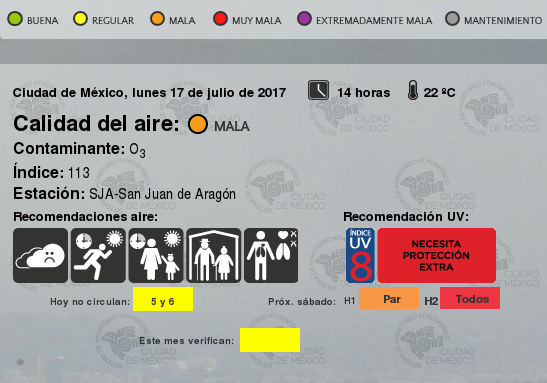 BUENA REGULAR MALA MUY MALA EXTREMADAMENTE MALA MANTENIMIENTO
Ciudad de México, lunes 17 de julio de 2017 14 horas 22 ºC
Calidad del aire: MALA
Contaminante: O3
Índice: 113
Estación: SJA-San Juan de Aragón
Recomendaciones aire: Recomendación UV:
ÍNDICE
UV
8
NECESITA
PROTECCIÓN
EXTRA
Hoy no circulan: 5 y 6 Próx. sábado: H1 Par H2 Todos
Este mes verifican:
CIUDAD
DE MÉXICO